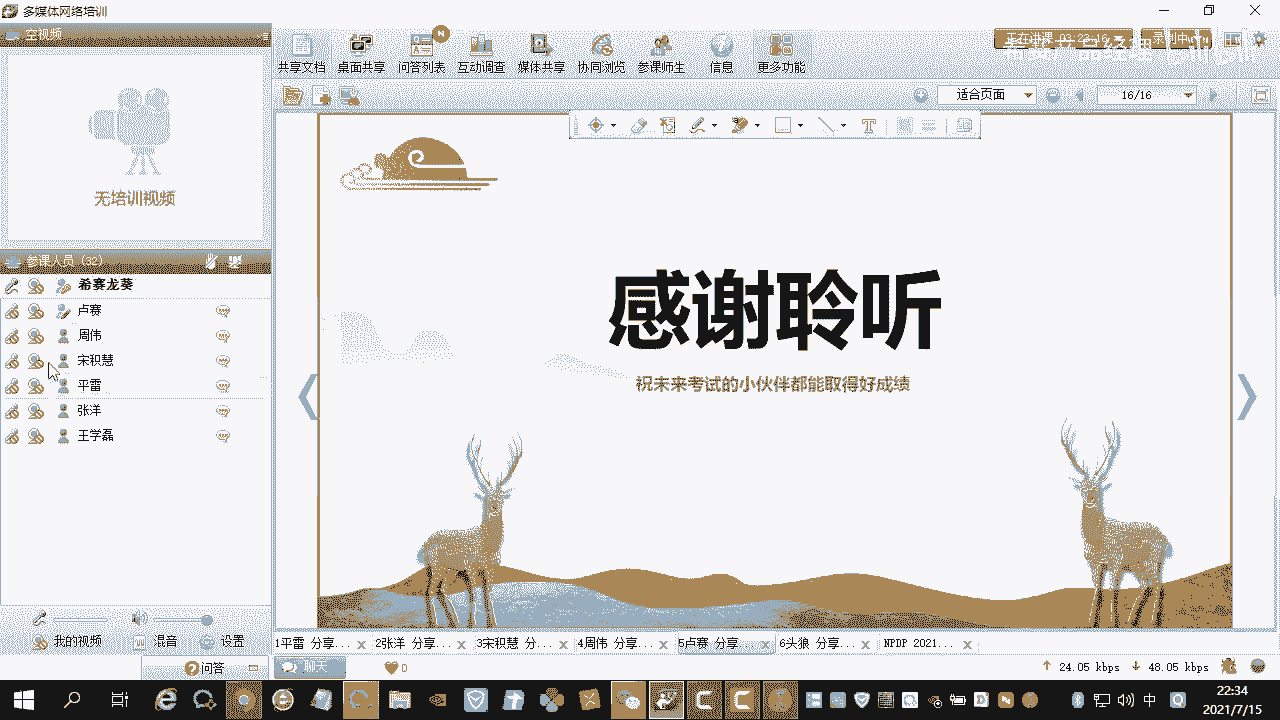 多媒体网络培训
空视频
共享文档 桌面共享 问答列表 互动调查 媒体共享 协同浏览 参课师生 信息 更多功能
正在讲课 03:23:16 录制中
适合页面 16/16
无培训视频
参课人员 (32)
希赛龙葵
卢赛
周伟
宋积慧
平雷
张洋
王学磊
感谢聆听
祝未来考试的小伙伴都能取得好成绩
1平雷 分享... 2张洋 分享... 3宋积慧 分... 4周伟 分享... 5卢赛 分享... 6头狼 分享... NPDP 2021...
我的视频 混音 设置
问答 聊天 0 24.05 kbps 48.05 kbps
中 22:34
2021/7/15